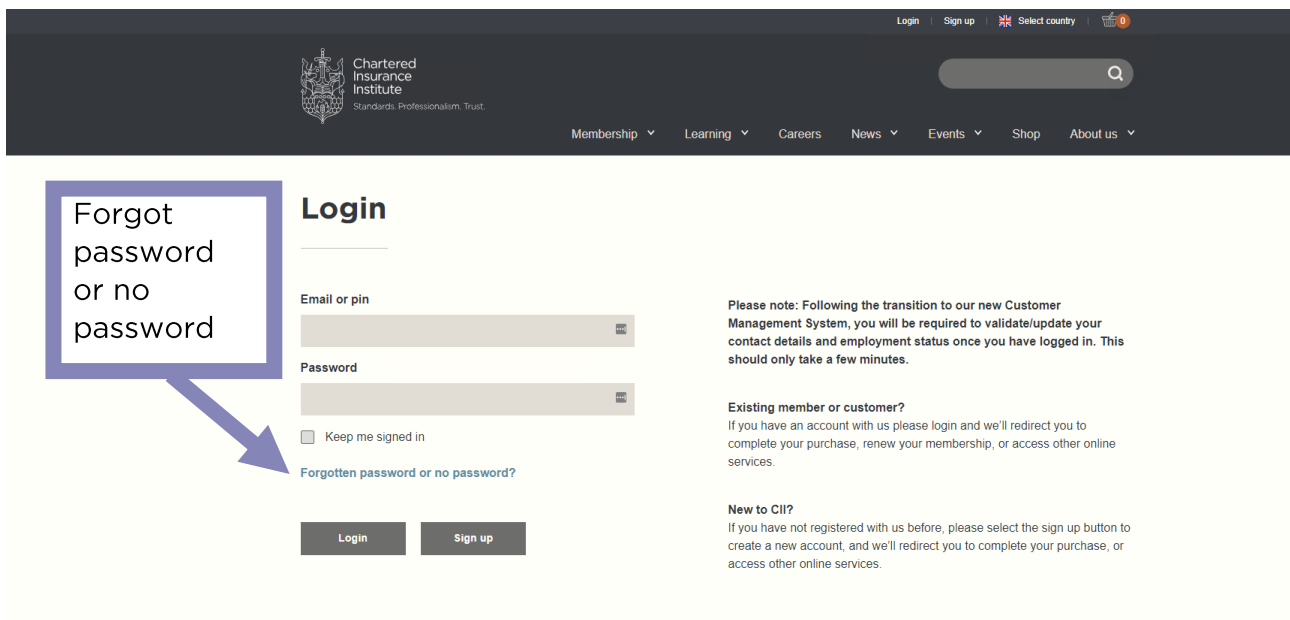 Login
Sign up
Select country
0
Chartered
Insurance
Institute
Standards. Professionalism. Trust.
Membership
Learning
Careers
News
Events
Shop
About us
Forgot
password
or no
password
Login
Email or pin
Password
Keep me signed in
Forgotten password or no password?
Login
Sign up
Please note: Following the transition to our new Customer
Management System, you will be required to validate/update your
contact details and employment status once you have logged in. This
should only take a few minutes.
Existing member or customer?
If you have an account with us please login and we'll redirect you to
complete your purchase, renew your membership, or access other online
services.
New to CII?
If you have not registered with us before, please select the sign up button to
create a new account, and we'll redirect you to complete your purchase, or
access other online services.